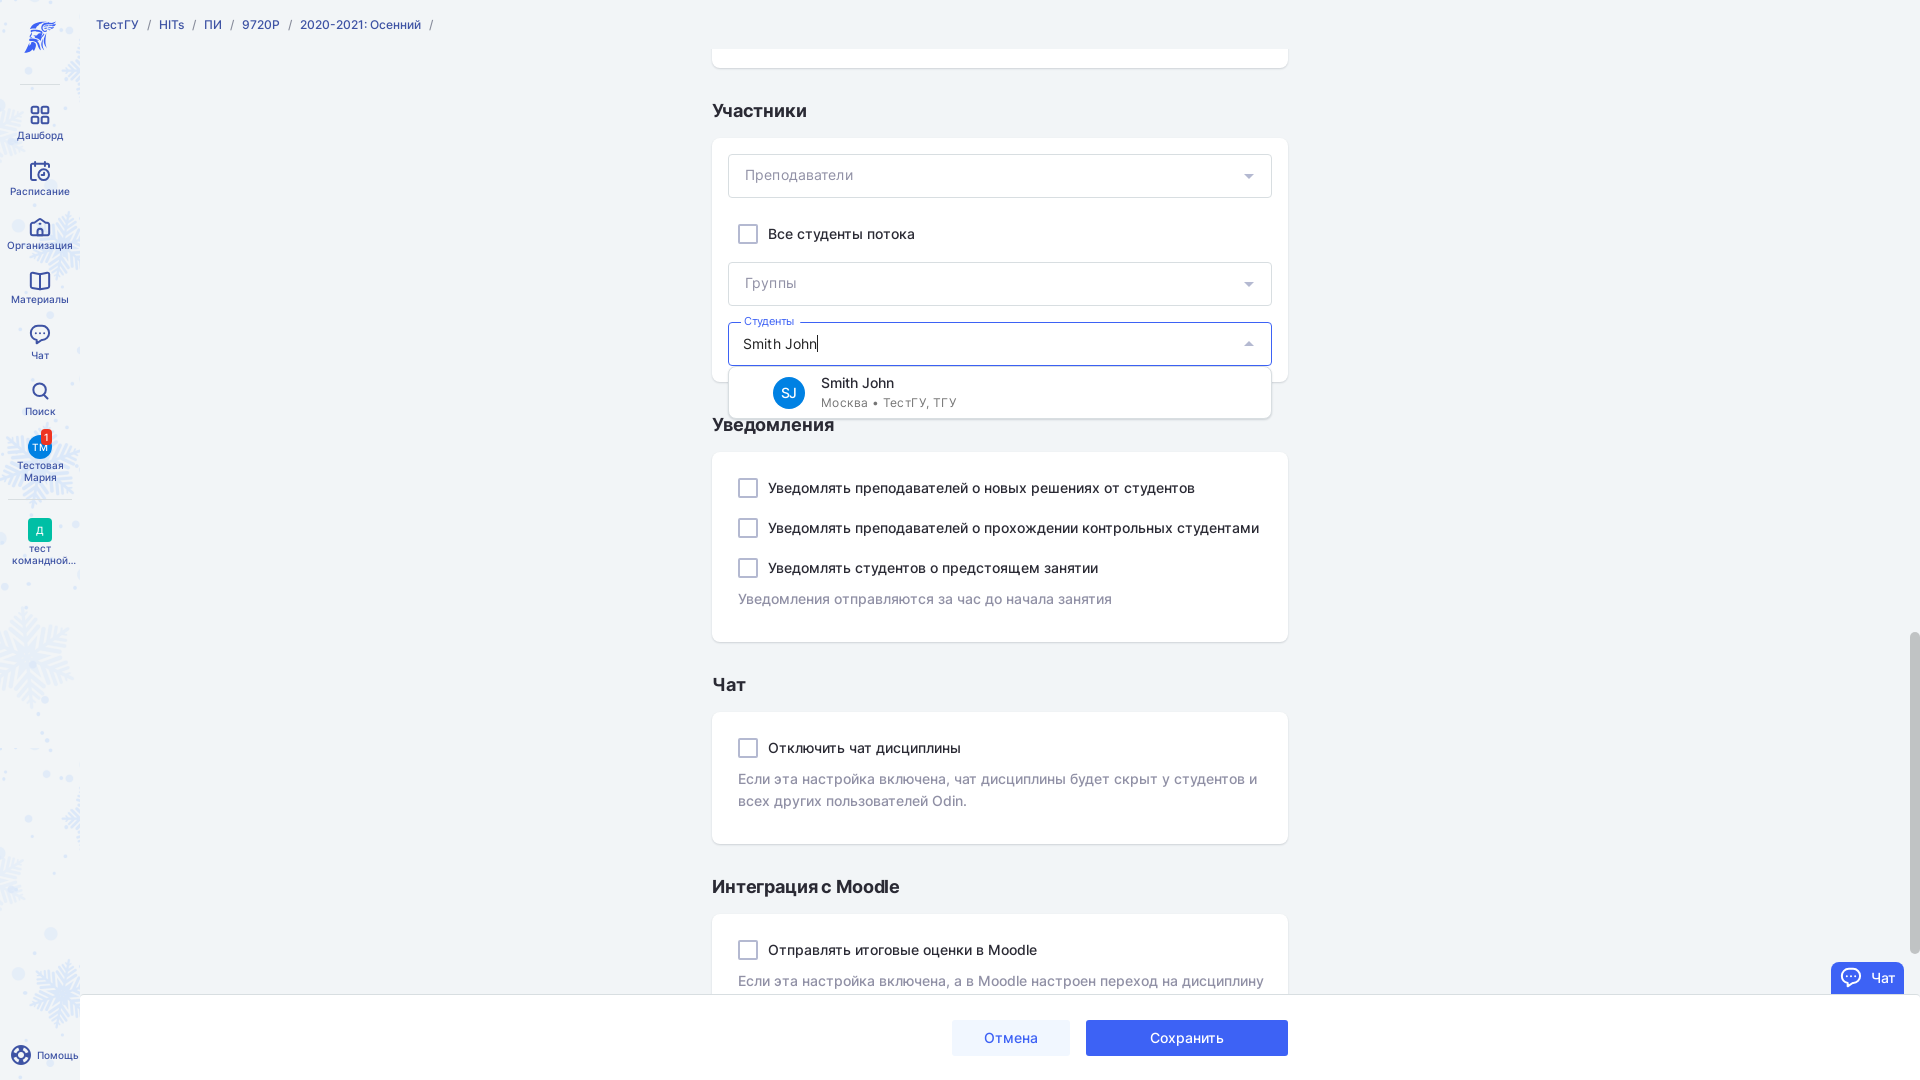 ТестГУ / HITs / ПИ / 9720Р / 2020-2021: Осенний /
Дашборд
Расписание
Организация
Материалы
Чат
Поиск
ТМ
1
Тестовая
Мария
Д
тест
командной...
Помощь
Участники
Преподаватели
Все студенты потока
Группы
Студенты
Smith John
SJ
Smith John
Москва • ТестГУ, ТГУ
Уведомления
Уведомлять преподавателей о новых решениях от студентов
Уведомлять преподавателей о прохождении контрольных студентами
Уведомлять студентов о предстоящем занятии
Уведомления отправляются за час до начала занятия
Чат
Отключить чат дисциплины
Если эта настройка включена, чат дисциплины будет скрыт у студентов и
всех других пользователей Odin.
Интеграция с Moodle
Отправлять итоговые оценки в Moodle
Если эта настройка включена, а в Moodle настроен переход на дисциплину
Чат
Отмена
Сохранить